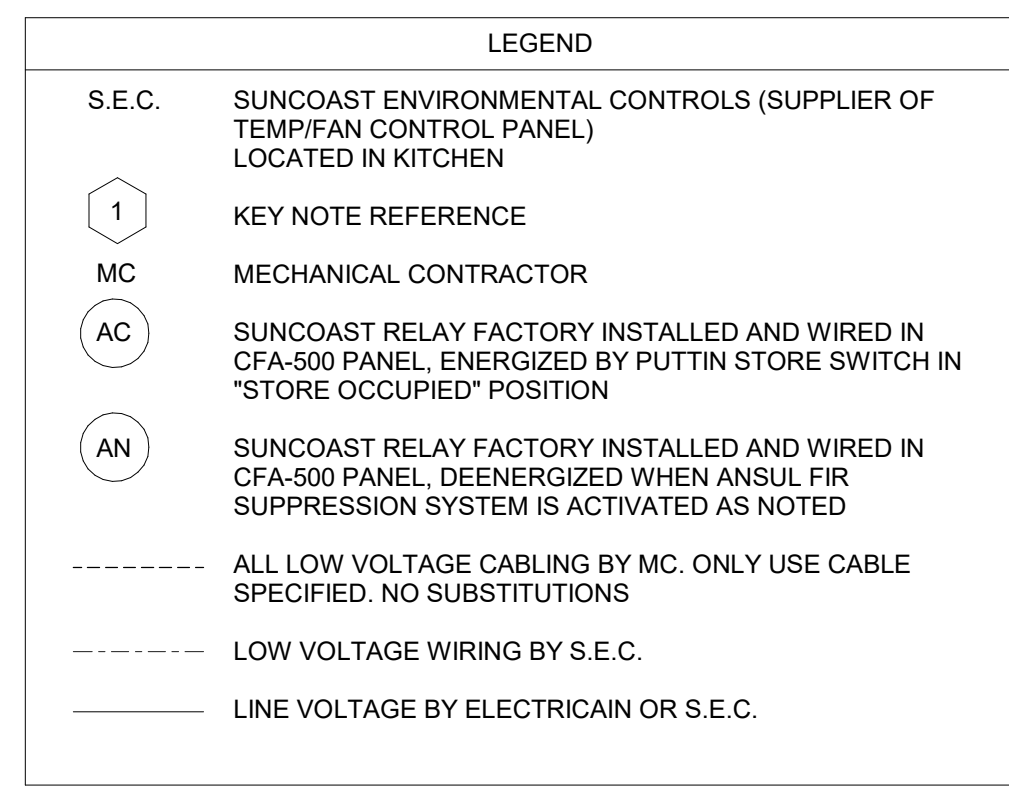 LEGEND
S.E.C. SUNCOAST ENVIRONMENTAL CONTROLS (SUPPLIER OF
TEMP/FAN CONTROL PANEL)
LOCATED IN KITCHEN
1 KEY NOTE REFERENCE
MC MECHANICAL CONTRACTOR
AC SUNCOAST RELAY FACTORY INSTALLED AND WIRED IN
CFA-500 PANEL, ENERGIZED BY PUTTIN STORE SWITCH IN
"STORE OCCUPIED" POSITION
AN SUNCOAST RELAY FACTORY INSTALLED AND WIRED IN
CFA-500 PANEL, DEENERGIZED WHEN ANSUL FIR
SUPPRESSION SYSTEM IS ACTIVATED AS NOTED
ALL LOW VOLTAGE CABLING BY MC. ONLY USE CABLE
SPECIFIED. NO SUBSTITUTIONS
LOW VOLTAGE WIRING BY S.E.C.
LINE VOLTAGE BY ELECTRICAIN OR S.E.C.